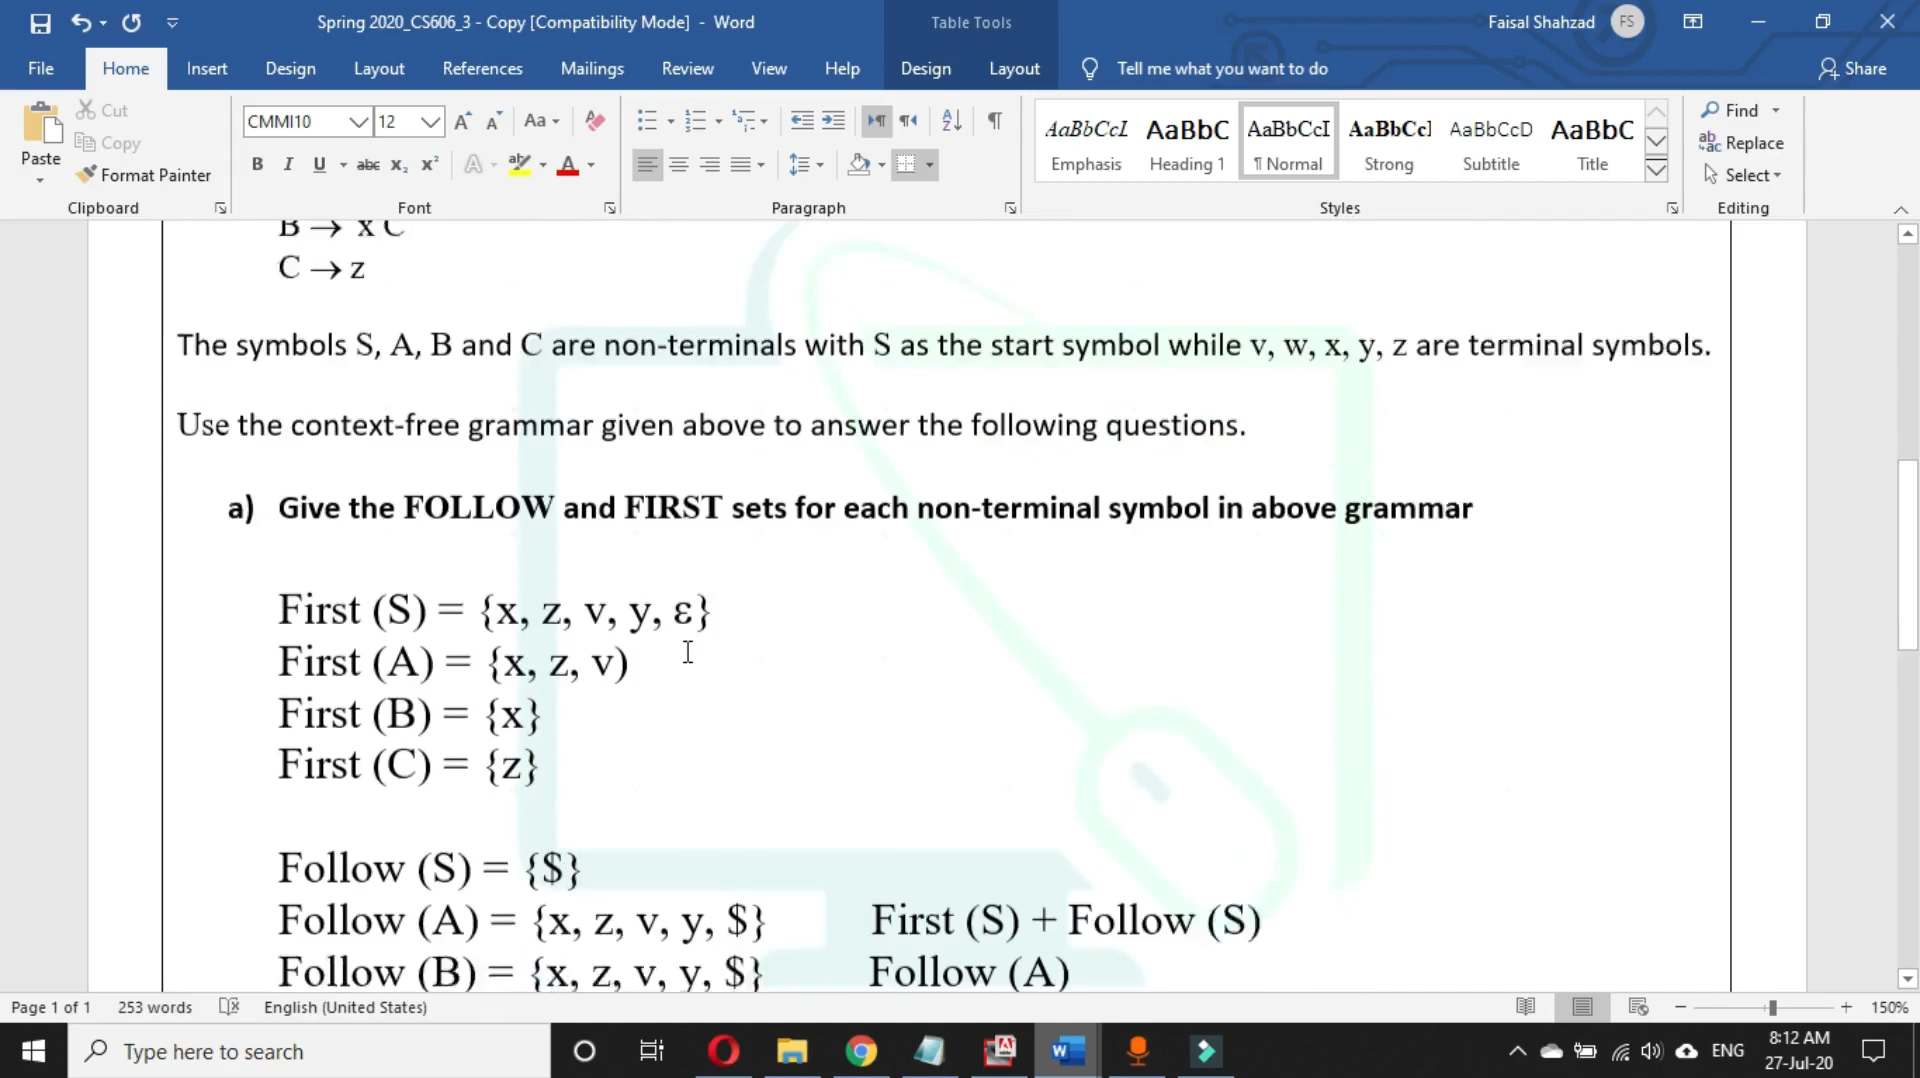 Spring 2020_CS606_3 - Copy [Compatibility Mode] - Word
Table Tools
Faisal Shahzad
FS
File
Home
Insert
Design
Layout
References
Mailings
Review
View
Help
Design
Layout
Tell me what you want to do
Share
Paste
Cut
Copy
Format Painter
Clipboard
CMMI10
12
Aa
B I U abc x₂ x²
Font
Paragraph
AaBbCcI
Emphasis
AaBbC
Heading 1
AaBbCcI
¶ Normal
AaBbCcI
Strong
AaBbCcD
Subtitle
AaBbC
Title
Styles
Find
Replace
Select
Editing
B → x C
C → z
The symbols S, A, B and C are non-terminals with S as the start symbol while v, w, x, y, z are terminal symbols.
Use the context-free grammar given above to answer the following questions.
a) Give the FOLLOW and FIRST sets for each non-terminal symbol in above grammar
First (S) = {x, z, v, y, ε}
First (A) = {x, z, v)
First (B) = {x}
First (C) = {z}
Follow (S) = {$}
Follow (A) = {x, z, v, y, $} First (S) + Follow (S)
Follow (B) = {x, z, v, y, $} Follow (A)
Page 1 of 1
253 words
English (United States)
150%
Type here to search
ENG
8:12 AM
27-Jul-20